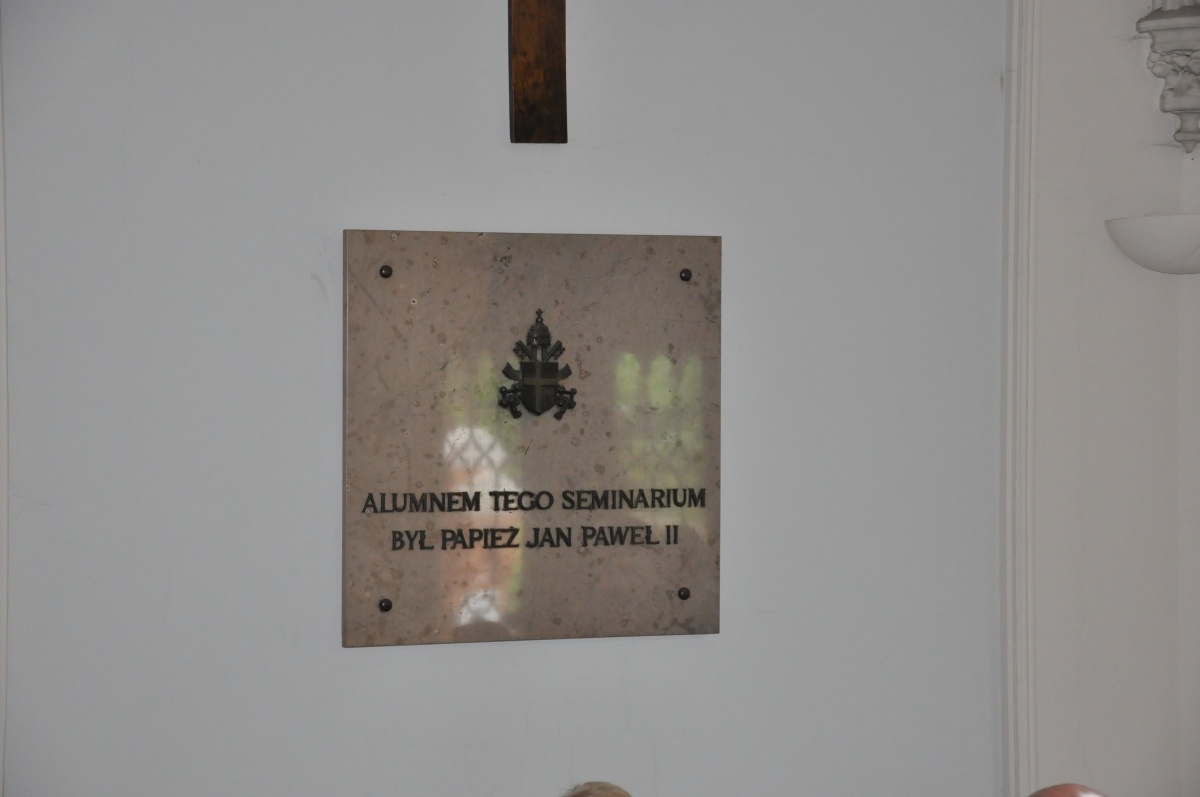 ALUMNEM TEGO SEMINARIUM
BYŁ PAPIEŻ JAN PAWEŁ II